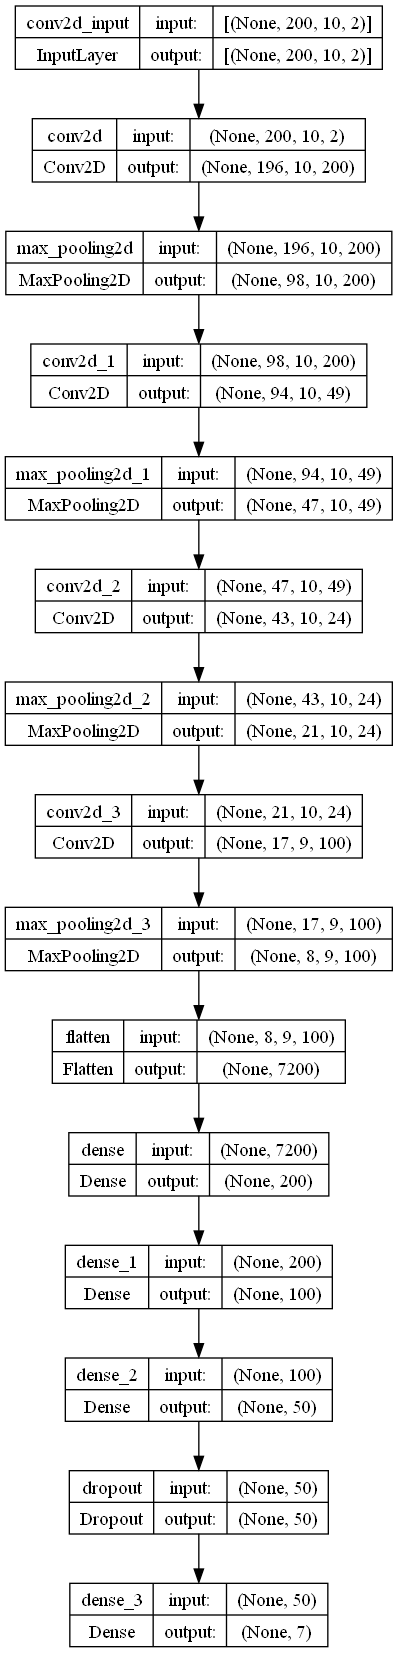 conv2d_input input: [(None, 200, 10, 2)]
InputLayer output: [(None, 200, 10, 2)]
conv2d input: (None, 200, 10, 2)
Conv2D output: (None, 196, 10, 200)
max_pooling2d input: (None, 196, 10, 200)
MaxPooling2D output: (None, 98, 10, 200)
conv2d_1 input: (None, 98, 10, 200)
Conv2D output: (None, 94, 10, 49)
max_pooling2d_1 input: (None, 94, 10, 49)
MaxPooling2D output: (None, 47, 10, 49)
conv2d_2 input: (None, 47, 10, 49)
Conv2D output: (None, 43, 10, 24)
max_pooling2d_2 input: (None, 43, 10, 24)
MaxPooling2D output: (None, 21, 10, 24)
conv2d_3 input: (None, 21, 10, 24)
Conv2D output: (None, 17, 9, 100)
max_pooling2d_3 input: (None, 17, 9, 100)
MaxPooling2D output: (None, 8, 9, 100)
flatten input: (None, 8, 9, 100)
Flatten output: (None, 7200)
dense input: (None, 7200)
Dense output: (None, 200)
dense_1 input: (None, 200)
Dense output: (None, 100)
dense_2 input: (None, 100)
Dense output: (None, 50)
dropout input: (None, 50)
Dropout output: (None, 50)
dense_3 input: (None, 50)
Dense output: (None, 7)